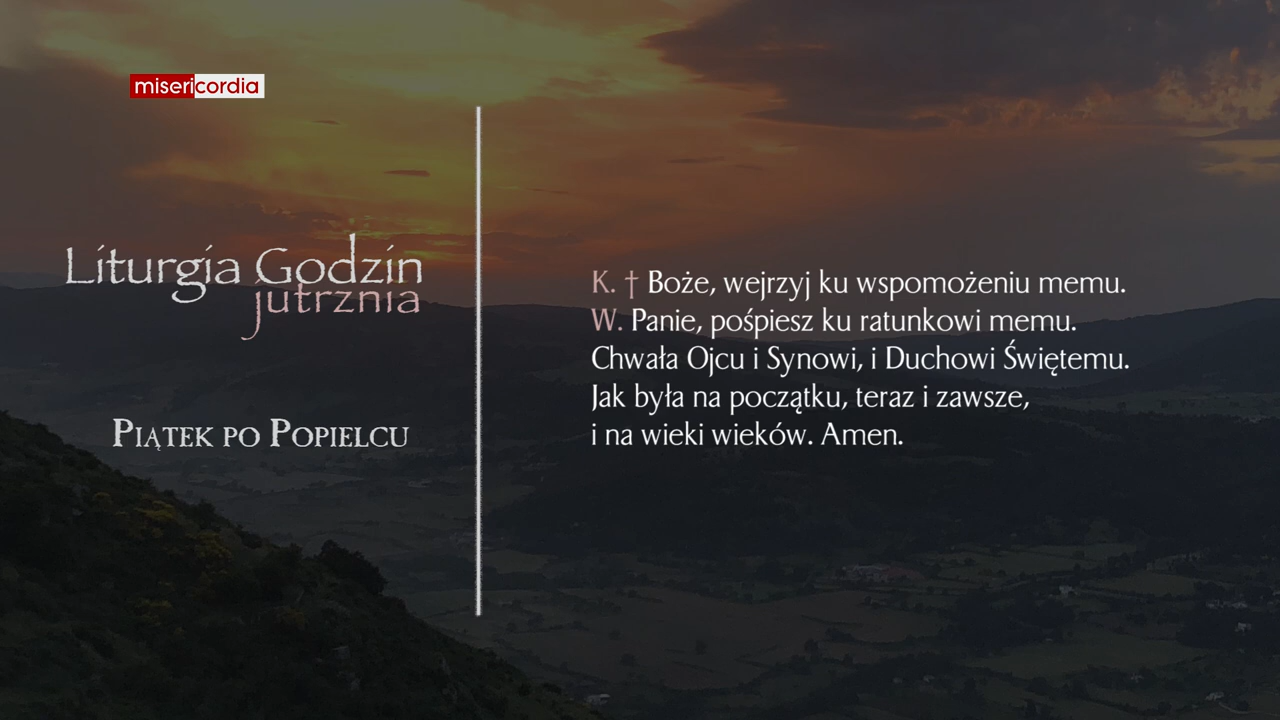 misericordia
Liturgia Godzin
jutrznia
Piątek po Popielcu
K. † Boże, wejrzyj ku wspomożeniu memu.
W. Panie, pośpiesz ku ratunkowi memu.
Chwała Ojcu i Synowi, i Duchowi Świętemu.
Jak była na początku, teraz i zawsze,
i na wieki wieków. Amen.